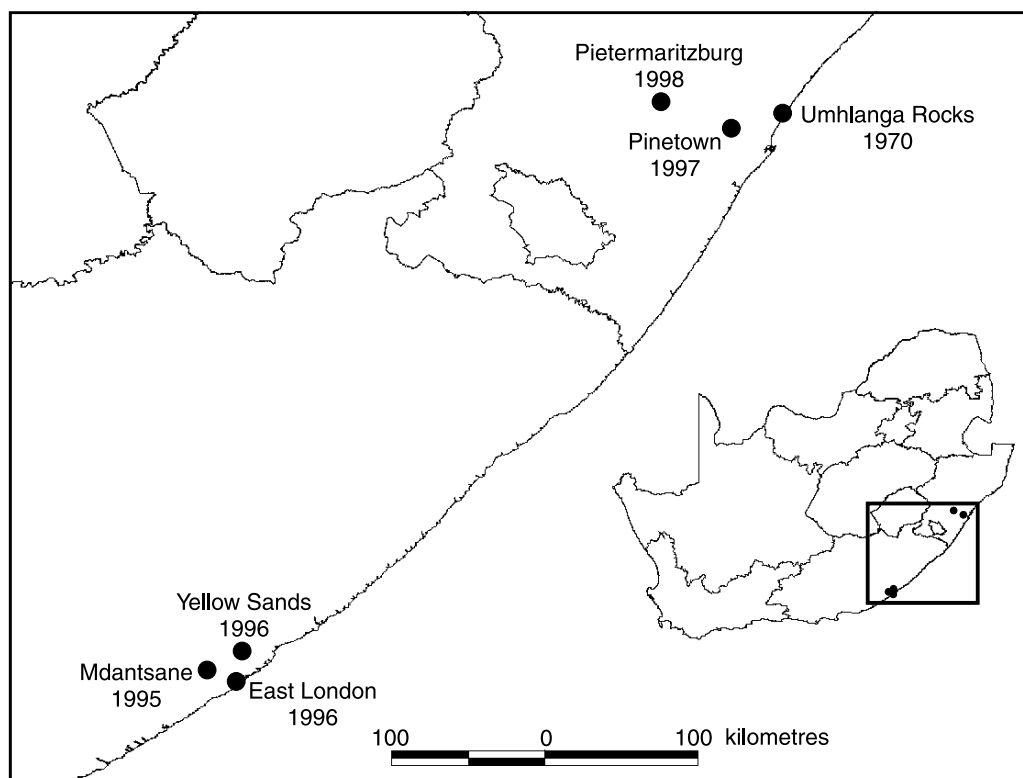 Pietermaritzburg
1998
Umhlanga Rocks
1970
Pinetown
1997
Yellow Sands
1996
Mdantsane
1995
East London
1996
100 0 100 kilometres